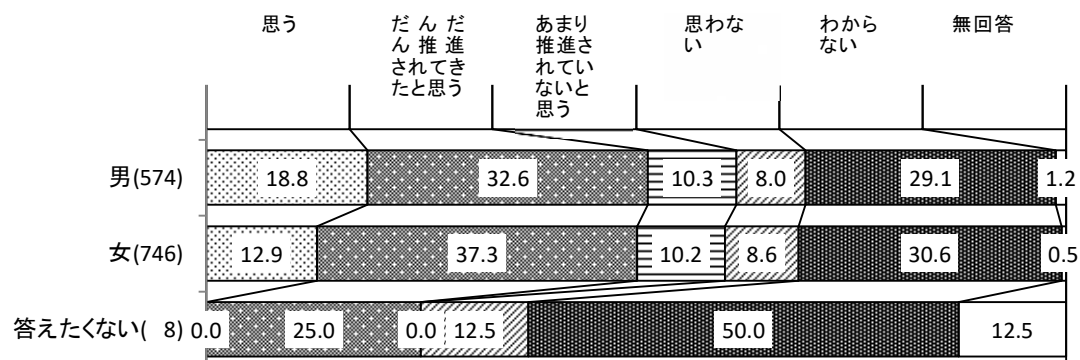 思う
だ ん だ
ん 推 進
されてき
たと思う
あまり
推進さ
れてい
ないと
思う
思わな
い
わから
ない
無回答
男(574)
18.8
32.6
10.3
8.0
29.1
1.2
女(746)
12.9
37.3
10.2
8.6
30.6
0.5
答えたくない( 8)
0.0
25.0
0.0
12.5
50.0
12.5